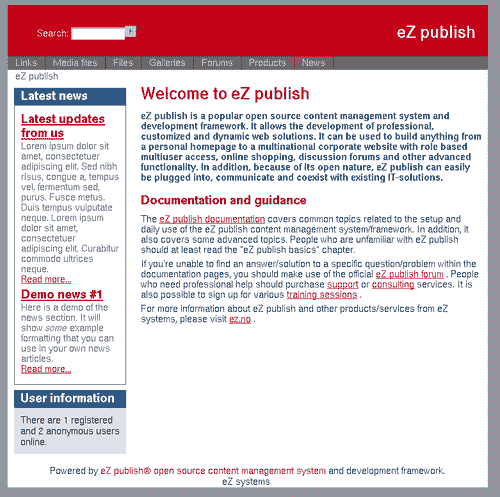 Search:
eZ publish
Links Media files Files Galleries Forums Products News
eZ publish
Latest news
Latest updates
from us
Lorem ipsum dolor sit
amet, consectetuer
adipiscing elit. Sed nibh
risus, congue a, tempus
vel, fermentum sed,
purus. Fusce metus.
Duis tempus vulputate
neque. Lorem ipsum
dolor sit amet,
consectetuer
adipiscing elit. Curabitur
commodo ultrices
neque.
Read more...
Demo news #1
Here is a demo of the
news section. It will
show some example
formatting that you can
use in your own news
articles.
Read more...
User information
There are 1 registered
and 2 anonymous users
online.
Welcome to eZ publish
eZ publish is a popular open source content management system and
development framework. It allows the development of professional,
customized and dynamic web solutions. It can be used to build anything from
a personal homepage to a multinational corporate website with role based
multiuser access, online shopping, discussion forums and other advanced
functionality. In addition, because of its open nature, eZ publish can easily
be plugged into, communicate and coexist with existing IT-solutions.
Documentation and guidance
The eZ publish documentation covers common topics related to the setup and
daily use of the eZ publish content management system/framework. In addition, it
also covers some advanced topics. People who are unfamiliar with eZ publish
should at least read the "eZ publish basics" chapter.
If you're unable to find an answer/solution to a specific question/problem within the
documentation pages, you should make use of the official eZ publish forum . People
who need professional help should purchase support or consulting services. It is
also possible to sign up for various training sessions .
For more information about eZ publish and other products/services from eZ
systems, please visit ez.no .
Powered by eZ publish® open source content management system and development framework.
eZ systems